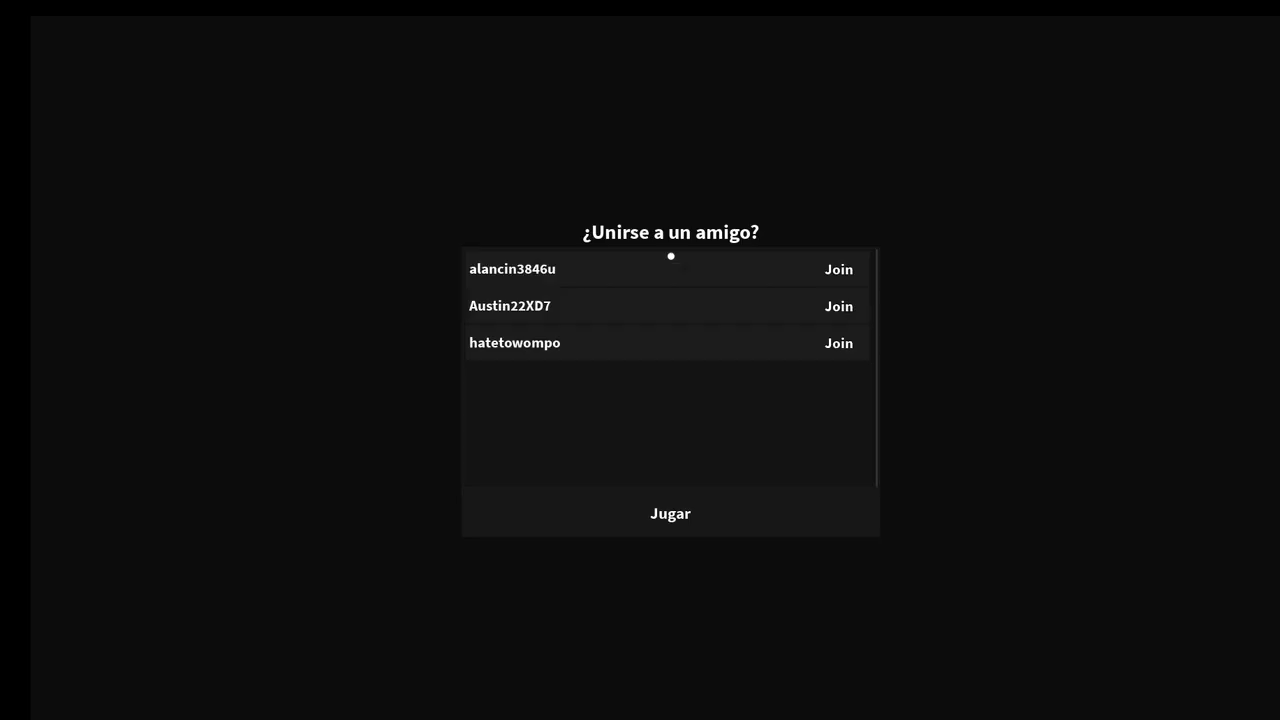 ¿Unirse a un amigo?
alancin3846u Join
Austin22XD7 Join
hatetowompo Join
Jugar